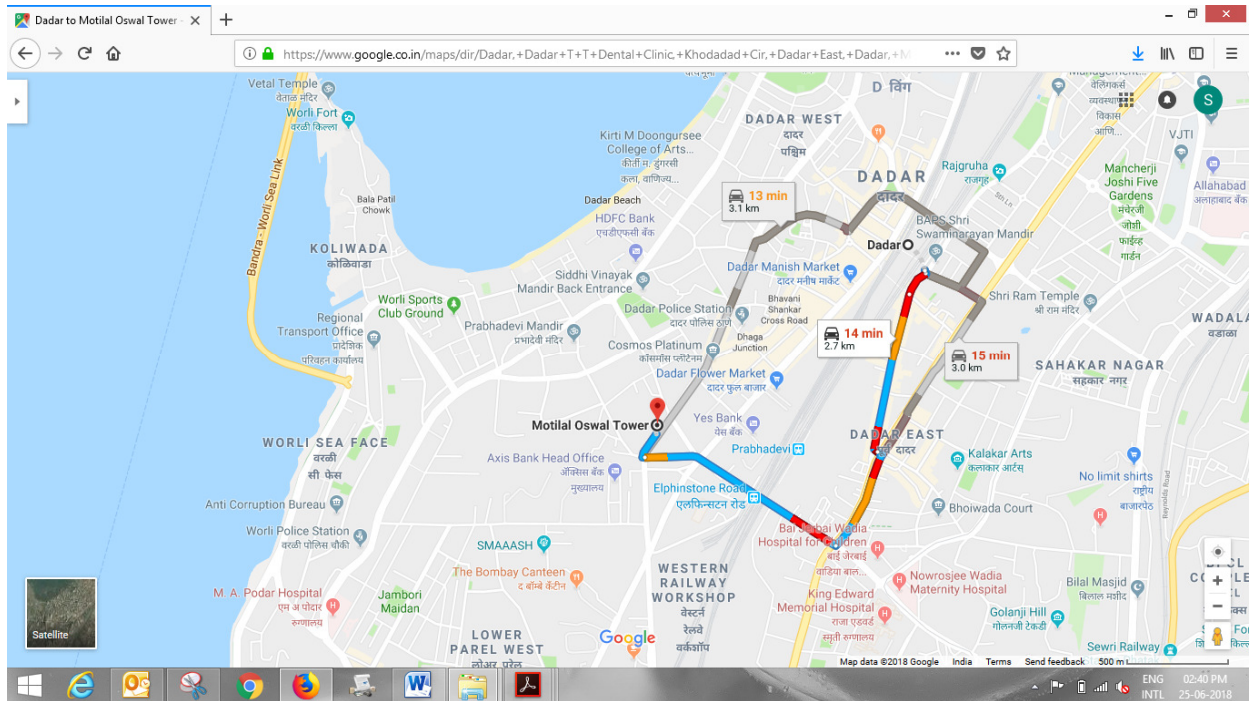 Dadar to Motilal Oswal Tower -
https://www.google.co.in/maps/dir/Dadar,+Dadar+T+T+Dental+Clinic,+Khodadad+Cir,+Dadar+East,+Dadar,+M
Vetal Temple
वेताळ मंदिर
Worli Fort
वरळी किल्ला
Bandra - Worli Sea Link
Bala Patil
Chowk
KOLIWADA
कोळिवाडा
Worli Sports
Club Ground
Regional
Transport Office
प्रादेशिक
परिवहन कार्यालय
WORLI SEA FACE
वरळी
सी फेस
Anti Corruption Bureau
Worli Police Station
वरळी पोलिस चौकी
M. A. Podar Hospital
एम अ पोदार
रुग्णालय
Jambori
Maidan
Satellite
Kirti M Doongursee
College of Arts...
कीर्ती म. डुंगरसी
कला, वाणिज्य...
Dadar Beach
HDFC Bank
एचडीएफसी बँक
Siddhi Vinayak
Mandir Back Entrance
Prabhadevi Mandir
प्रभादेवी मंदिर
Dadar Police Station
दादर पोलिस ठाणे
Cosmos Platinum
कॉसमॉस प्लॅटिनम
Dadar Flower Market
दादर फुल बाजार
Motilal Oswal Tower
Axis Bank Head Office
ॲक्सिस बँक
मुख्यालय
Yes Bank
येस बँक
Prabhadevi
Elphinstone Road
एलफिन्सटन रोड
SMAAASH
The Bombay Canteen
द बॉम्बे कँटीन
LOWER
PAREL WEST
लोअर परेल
WESTERN
RAILWAY
WORKSHOP
वेस्टर्न
रेलवे
वर्कशॉप
Google
D विंग
DADAR WEST
दादर
पश्चिम
DADAR
दादर
13 min
3.1 km
Rajgruha
राजगृह
BAPS Shri
Swaminarayan Mandir
Dadar
Dadar Manish Market
दादर मनीष मार्केट
Bhavani
Shankar
Cross Road
Dhaga
Junction
14 min
2.7 km
15 min
3.0 km
Shri Ram Temple
श्री राम मंदिर
DADAR EAST
पूर्व दादर
SAHAKAR NAGAR
सहकार नगर
WADALA
वडाळा
Kalakar Arts
कलाकार आर्ट्स
No limit shirts
राष्ट्रीय
बाजारपेठ
Reynolds Road
Bhoiwada Court
Bai Jerbai Wadia
Hospital for Children
बाई जेरबाई
वाडिया बाल...
Nowrosjee Wadia
Maternity Hospital
King Edward
Memorial Hospital
राजा एडवर्ड
स्मृती रुग्णालय
Golanji Hill
गोलनजी टेकडी
Bilal Masjid
बिलाल मशीद
Sewri Railway
वेलिंगकर्स
व्यवस्थापन
विकास
आणि...
S
VJTI
Mancherji
Joshi Five
Gardens
मंचेरजी
जोशी
फाईव्ह
गार्डन
Allahabad
अलाहाबाद बँक
Map data ©2018 Google India Terms Send feedback 500 m
ENG
INTL
02:40 PM
25-06-2018